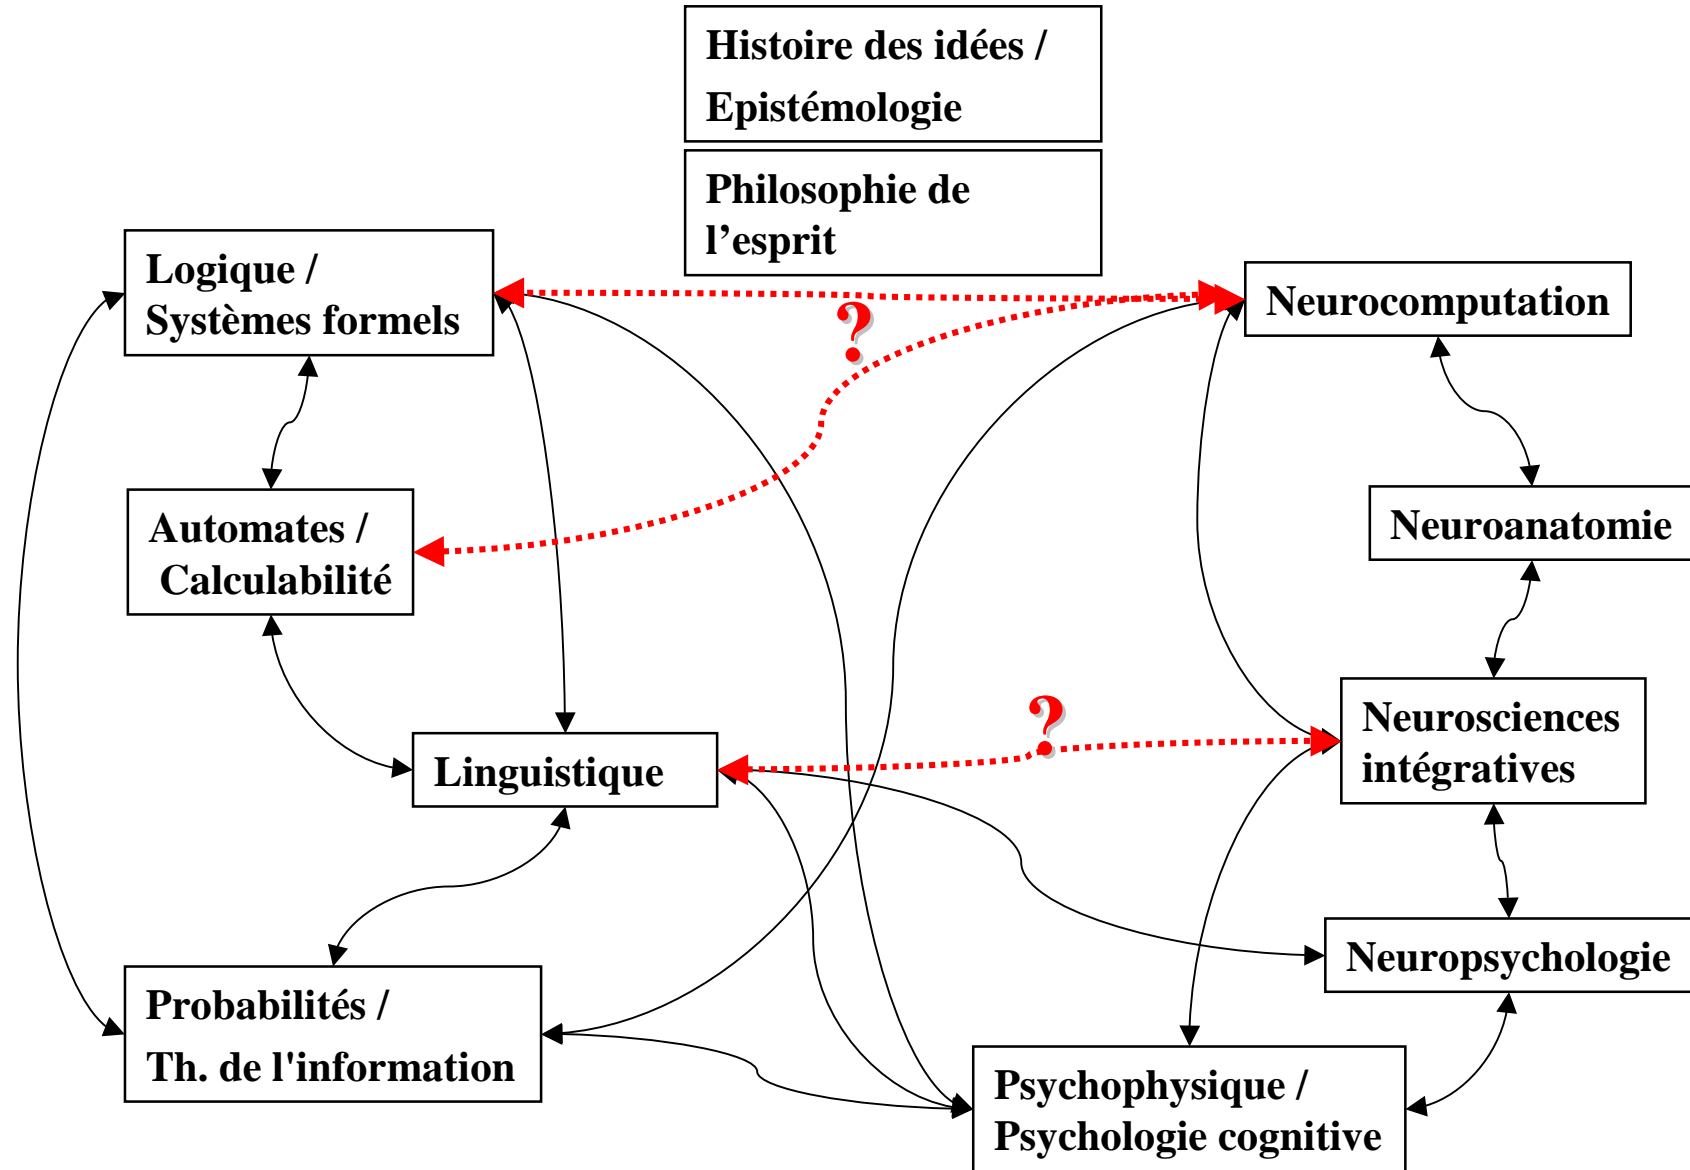 Histoire des idées /
Epistémologie
Philosophie de
l’esprit
Logique /
Systèmes formels
Neurocomputation
?
Automates /
Calculabilité
Neuroanatomie
?
Neurosciences
intégratives
Linguistique
Neuropsychologie
Probabilités /
Th. de l'information
Psychophysique /
Psychologie cognitive